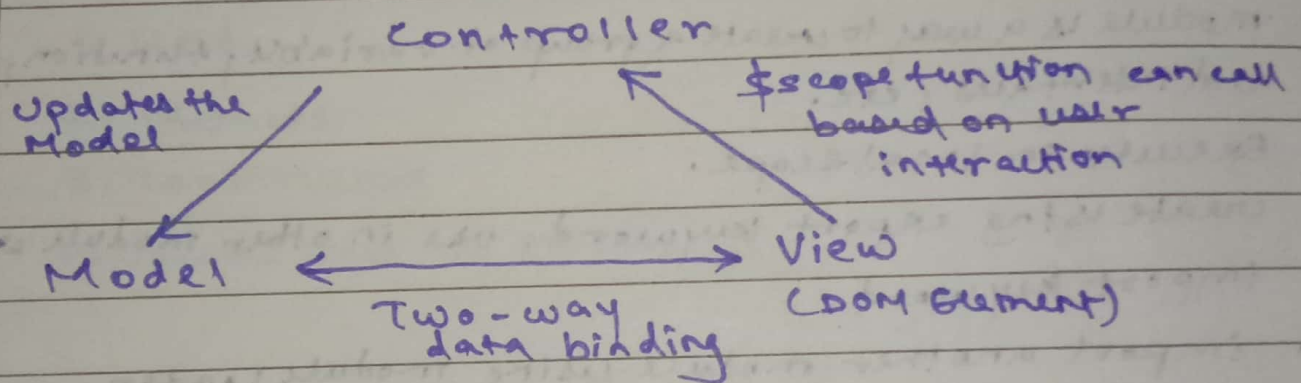 Controller
Updates the
Model
$scope function can call
based on user
interaction
Model
View
(DOM Element)
Two-way
data binding